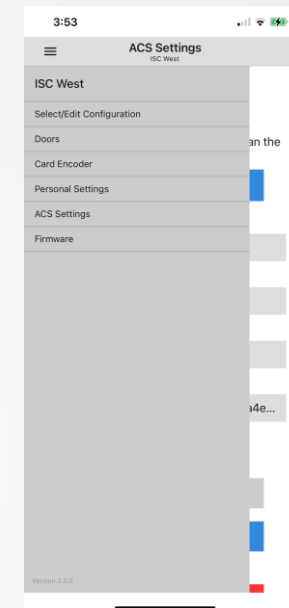 3:53
ACS Settings
ISC West
ISC West
Select/Edit Configuration
an the
Doors
Card Encoder
Personal Settings
ACS Settings
Firmware
a4e...
Version 2.0.8